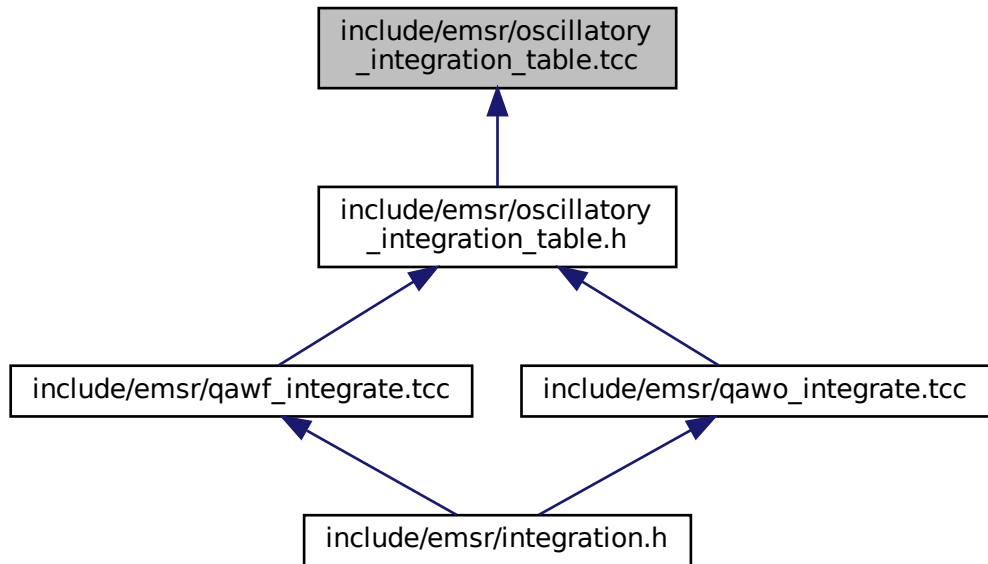 include/emsr/oscillatory
_integration_table.tcc
include/emsr/oscillatory
_integration_table.h
include/emsr/qawf_integrate.tcc
include/emsr/qawo_integrate.tcc
include/emsr/integration.h